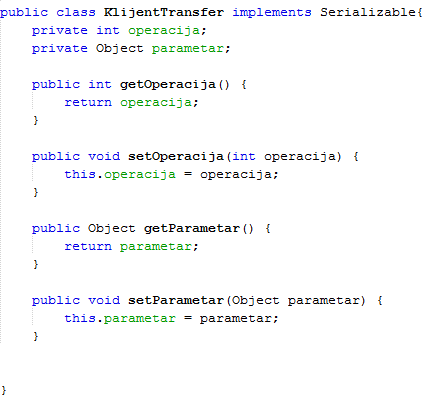 public class KlijentTransfer implements Serializable{
    private int operacija;
    private Object parametar;
    public int getOperacija() {
        return operacija;
    }
    public void setOperacija(int operacija) {
        this.operacija = operacija;
    }
    public Object getParametar() {
        return parametar;
    }
    public void setParametar(Object parametar) {
        this.parametar = parametar;
    }
}